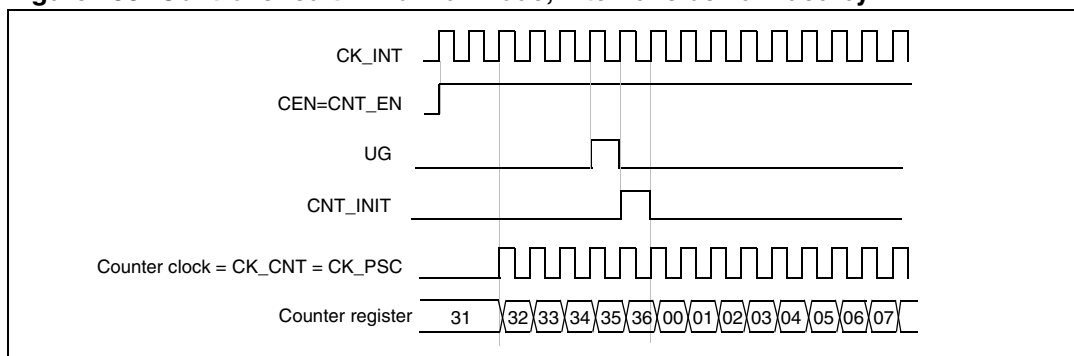 CK_INT
CEN=CNT_EN
UG
CNT_INIT
Counter clock = CK_CNT = CK_PSC
Counter register 31 32 33 34 35 36 00 01 02 03 04 05 06 07